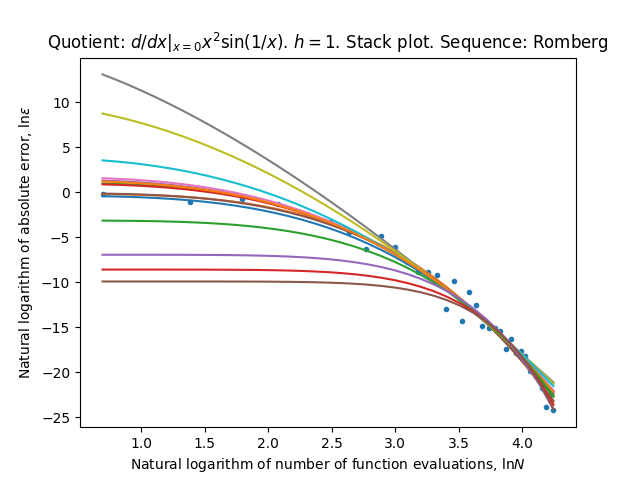 Quotient: $d/dx|_{x=0}x^2\sin(1/x)$. $h=1$. Stack plot. Sequence: Romberg
Natural logarithm of absolute error, lnε
10
5
0
−5
−10
−15
−20
−25
1.0 1.5 2.0 2.5 3.0 3.5 4.0
Natural logarithm of number of function evaluations, lnN